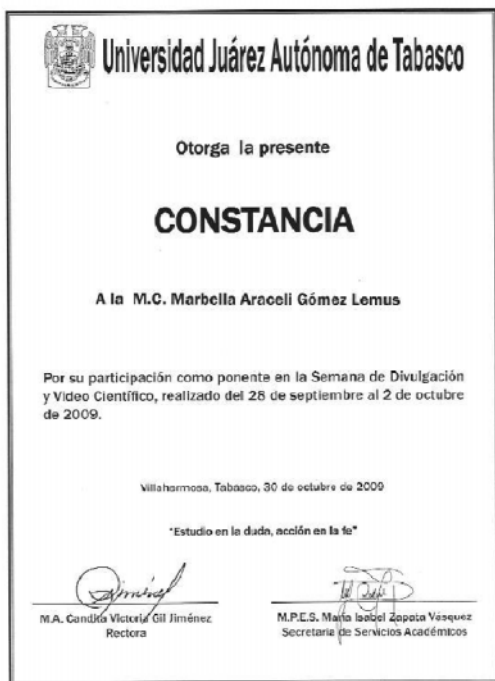 Universidad Juárez Autónoma de Tabasco
Otorga la presente
CONSTANCIA
A la M.C. Marbella Araceli Gómez Lemus
Por su participación como ponente en la Semana de Divulgación
y Video Científico, realizado del 28 de septiembre al 2 de octubre
de 2009.
Villahermosa, Tabasco, 30 de octubre de 2009
"Estudio en la duda, acción en la fe"
M.A. Candita Victoria Gil Jiménez
Rectora
M.P.E.S. María Isabel Zapata Vásquez
Secretaria de Servicios Académicos